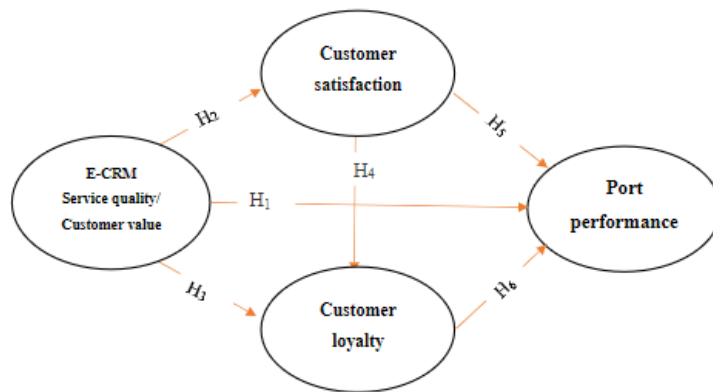 Customer
satisfaction
H2
H5
E-CRM
Service quality/
Customer value
H4
H1
Port
performance
H3
H6
Customer
loyalty